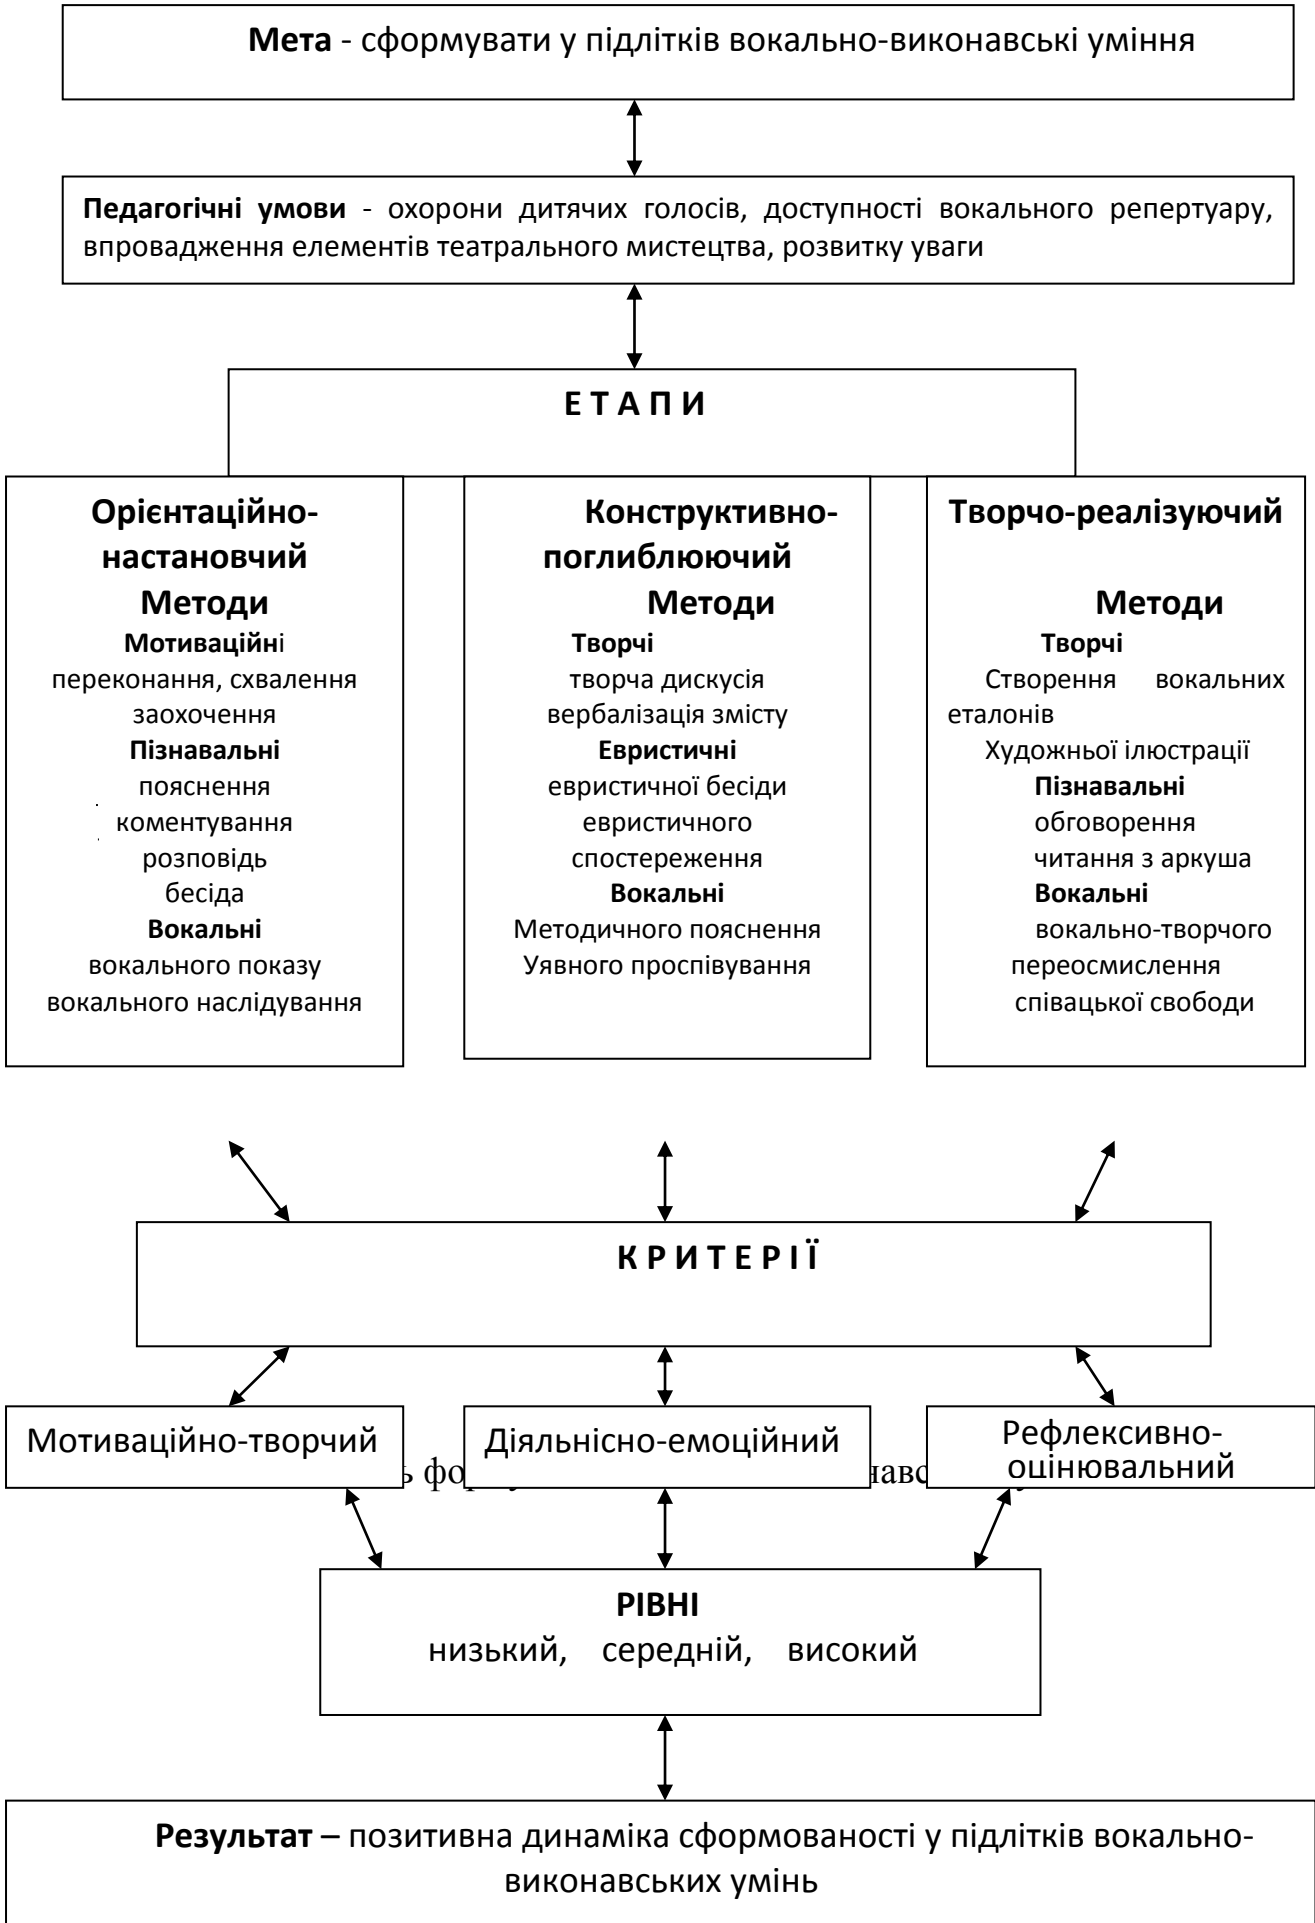 Мета - сформувати у підлітків вокально-виконавські уміння
Педагогічні умови - охорони дитячих голосів, доступності вокального репертуару,
впровадження елементів театрального мистецтва, розвитку уваги
Е Т А П И
Орієнтаційно-
настановчий
Методи
Мотиваційні
переконання, схвалення
заохочення
Пізнавальні
пояснення
коментування
розповідь
бесіда
Вокальні
вокального показу
вокального наслідування
Конструктивно-
поглиблюючий
Методи
Творчі
творча дискусія
вербалізація змісту
Евристичні
евристичної бесіди
евристичного
спостереження
Вокальні
Методичного пояснення
Уявного проспівування
Творчо-реалізуючий
Методи
Творчі
Створення вокальних
еталонів
Художньої ілюстрації
Пізнавальні
обговорення
читання з аркуша
Вокальні
вокально-творчого
переосмислення
співацької свободи
К Р И Т Е Р І Ї
Мотиваційно-творчий
Діяльнісно-емоційний
Рефлексивно-
оцінювальний
РІВНІ
низький, середній, високий
Результат – позитивна динаміка сформованості у підлітків вокально-
виконавських умінь